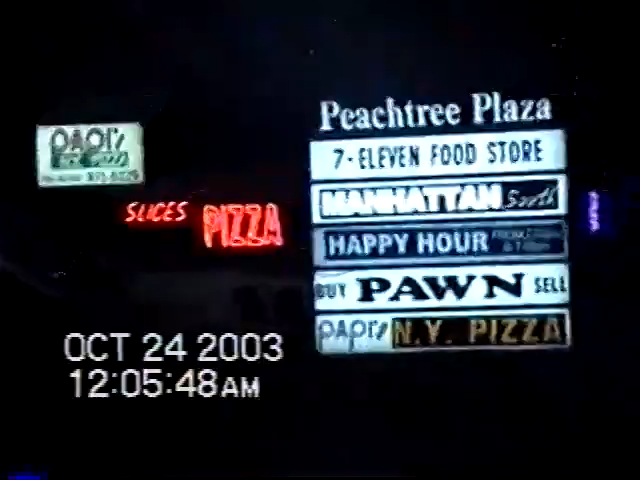 Peachtree Plaza
7-ELEVEN FOOD STORE
MANHATTAN South
HAPPY HOUR
BUY PAWN SELL
PAPI'S N.Y. PIZZA
PAPI'S
SLICES PIZZA
OCT 24 2003
12:05:48AM